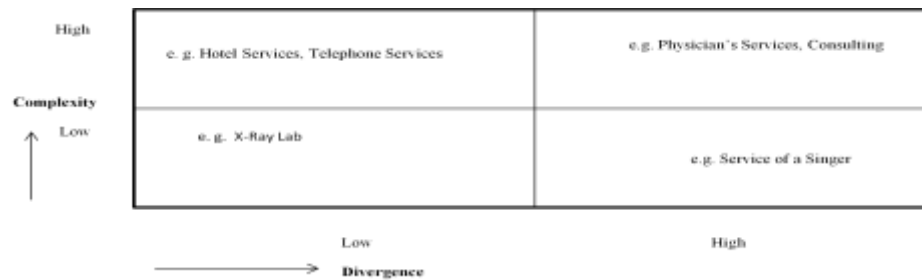 High
e. g. Hotel Services, Telephone Services
e.g. Physician's Services, Consulting
Complexity
Low
e. g. X-Ray Lab
e.g. Service of a Singer
Low
High
Divergence